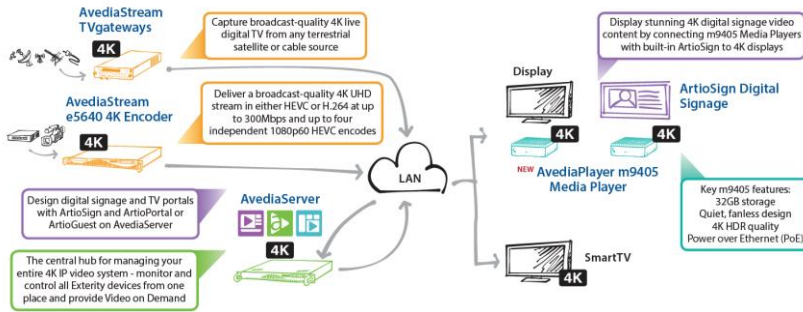 AvediaStream
TVgateways
4K
Capture broadcast-quality 4K live
digital TV from any terrestrial
satellite or cable source
AvediaStream
e5640 4K Encoder
4K
Deliver a broadcast-quality 4K UHD
stream in either HEVC or H.264 at up
to 300Mbps and up to four
independent 1080p60 HEVC encodes
Design digital signage and TV portals
with ArtioSign and ArtioPortal or
ArtioGuest on AvediaServer
AvediaServer
4K
The central hub for managing your
entire 4K IP video system - monitor and
control all Exterity devices from one
place and provide Video on Demand
LAN
Display stunning 4K digital signage video
content by connecting m9405 Media Players
with built-in ArtioSign to 4K displays
Display
4K
ArtioSign Digital
Signage
4K
NEW AvediaPlayer m9405
Media Player
Key m9405 features:
32GB storage
Quiet, fanless design
4K HDR quality
Power over Ethernet (PoE)
SmartTV
4K